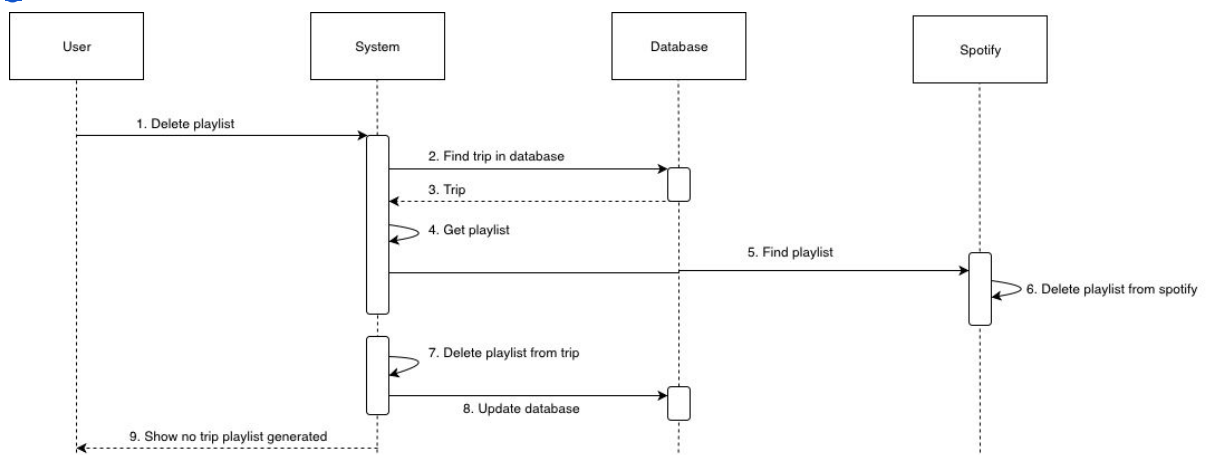 User
System
Database
Spotify
1. Delete playlist
2. Find trip in database
3. Trip
4. Get playlist
5. Find playlist
6. Delete playlist from spotify
7. Delete playlist from trip
8. Update database
9. Show no trip playlist generated